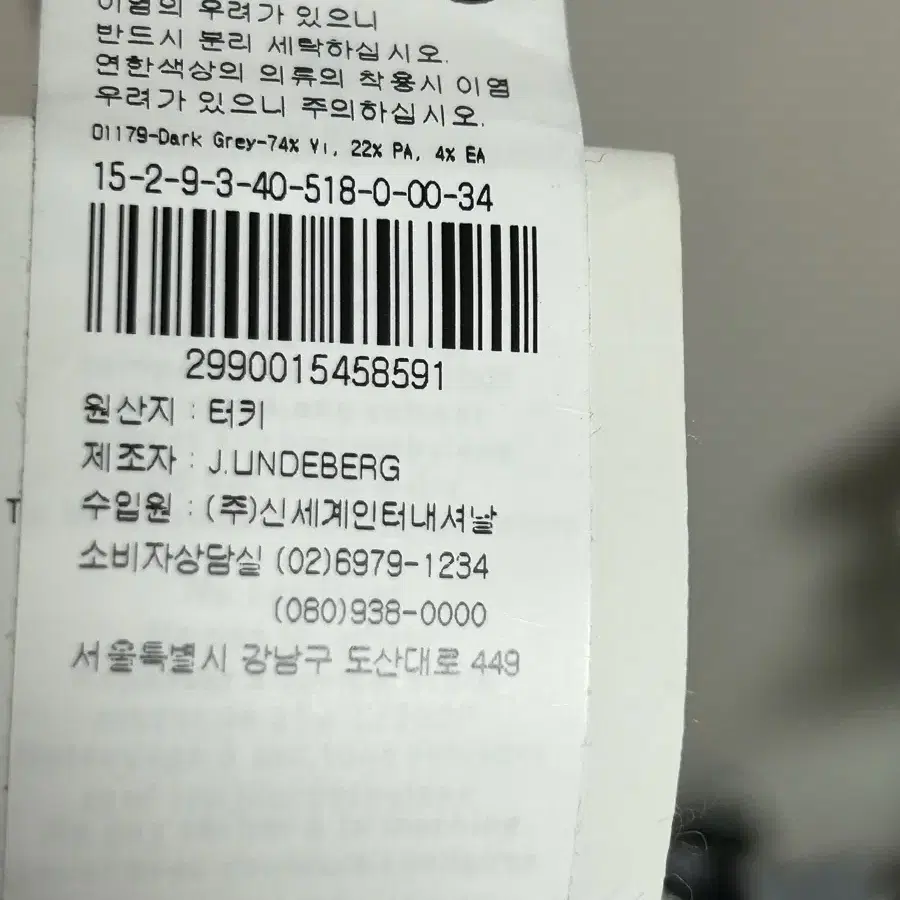 이염의 우려가 있으니
반드시 분리 세탁하십시오.
연한색상의 의류의 착용시 이염
우려가 있으니 주의하십시오.
01179-Dark Grey-74% VI, 22% PA, 4% EA
15-2-9-3-40-518-0-00-34
2990015458591
원산지 : 터키
제조자 : J.LINDEBERG
수입원 : (주)신세계인터내셔날
소비자상담실 (02)6979-1234
(080)938-0000
서울특별시 강남구 도산대로 449